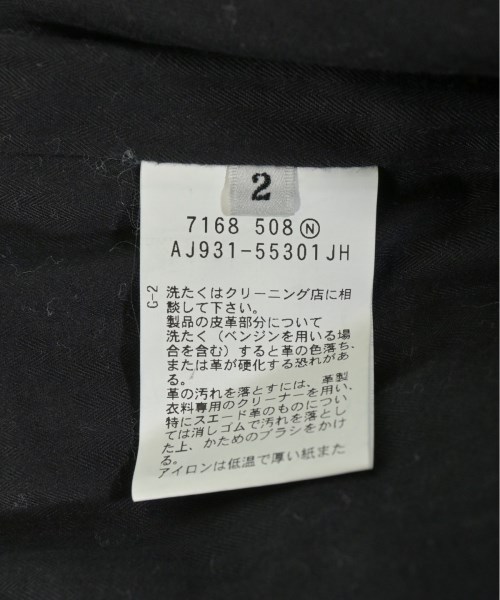 2
7168 508 Ⓝ
AJ931-55301JH
G-2
洗たくはクリーニング店に相
談して下さい。
製品の皮革部分について
洗たく（ベンジンを用いる場
合を含む）すると革の色落ち、
または革が硬化する恐れがあ
る。
革の汚れを落とすには、革製
衣料専用のクリーナーを用い、
特にスエード革のものについ
ては消しゴムで汚れを落とし
た上、かためのブラシをかけ
る。
アイロンは低温で厚い紙また